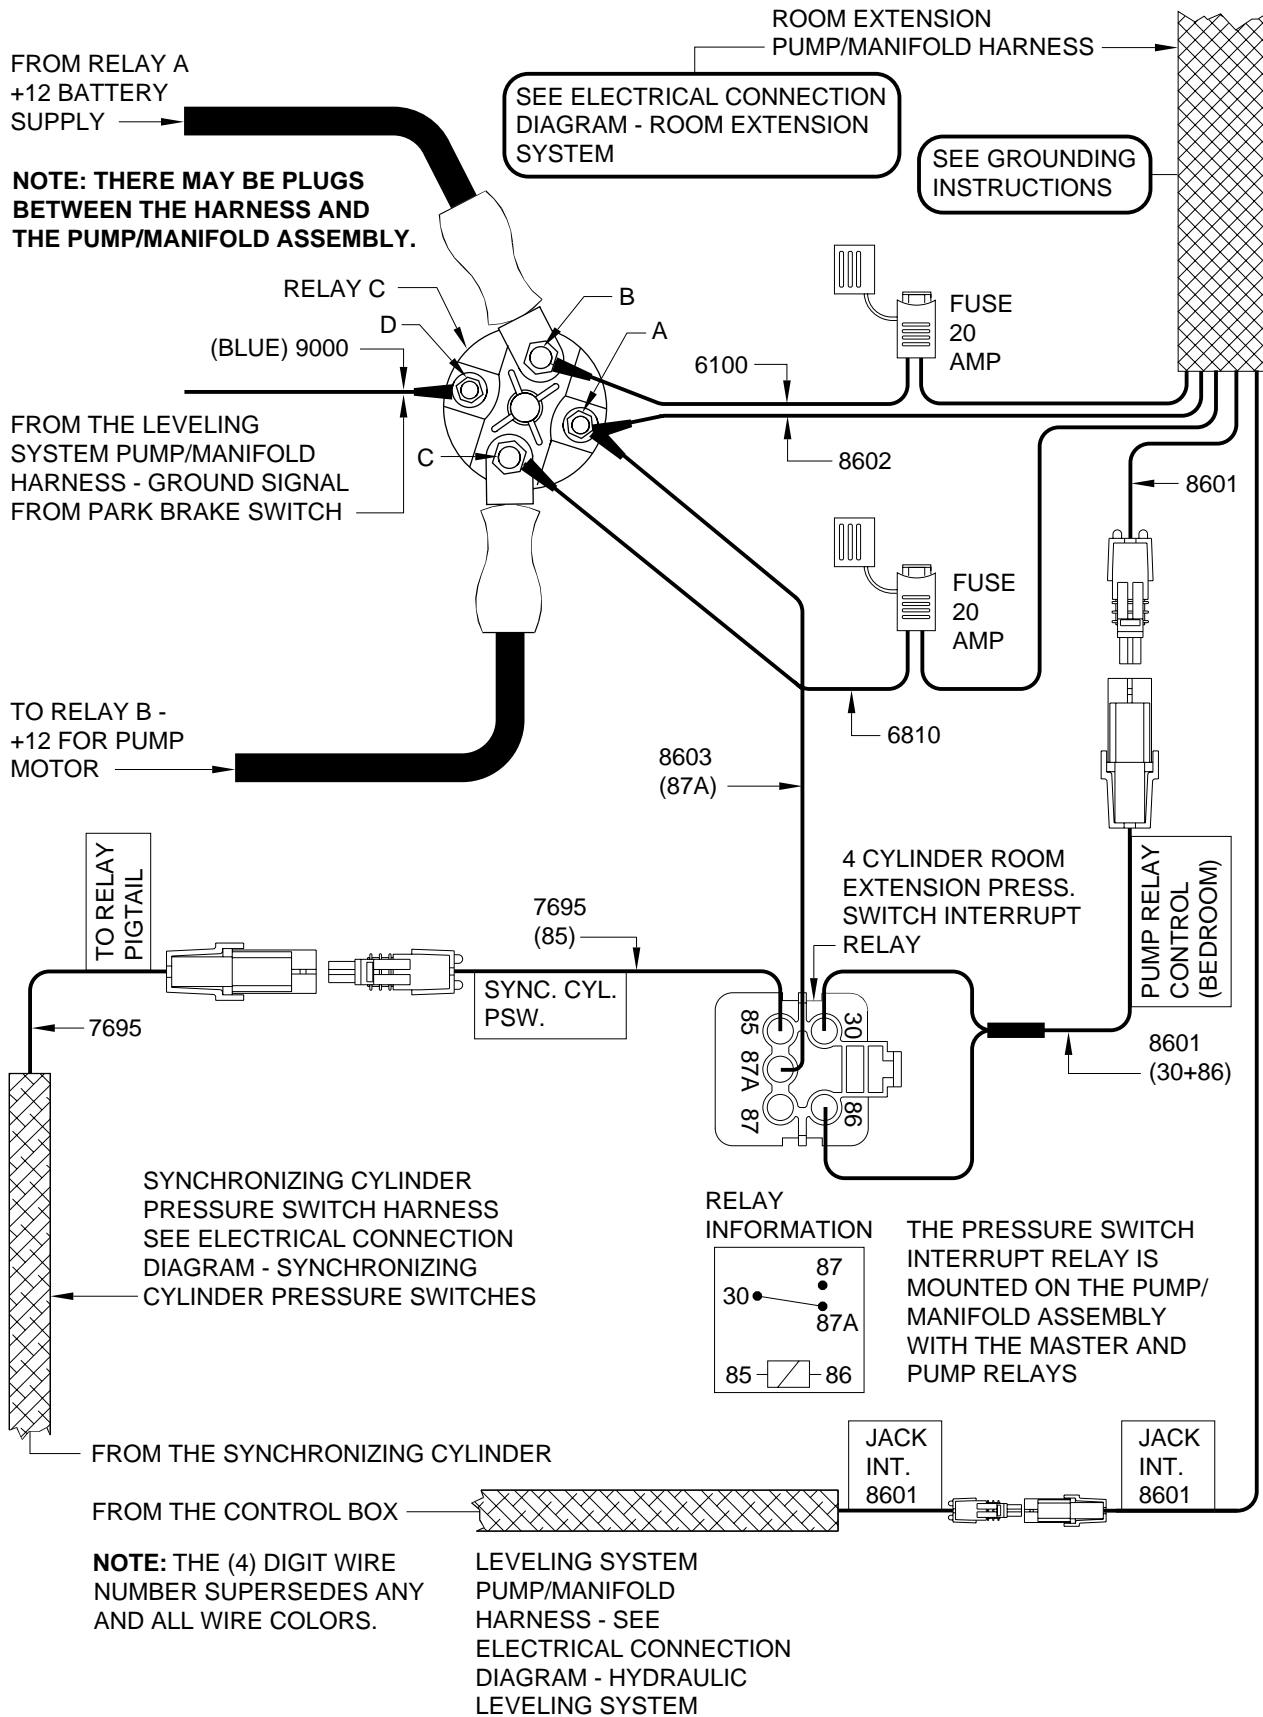 ROOM EXTENSION
PUMP/MANIFOLD HARNESS
FROM RELAY A
+12 BATTERY
SUPPLY
SEE ELECTRICAL CONNECTION
DIAGRAM - ROOM EXTENSION
SYSTEM
SEE GROUNDING
INSTRUCTIONS
NOTE: THERE MAY BE PLUGS
BETWEEN THE HARNESS AND
THE PUMP/MANIFOLD ASSEMBLY.
RELAY C
B
D
A
(BLUE) 9000
FUSE
20
AMP
6100
FROM THE LEVELING
SYSTEM PUMP/MANIFOLD
HARNESS - GROUND SIGNAL
FROM PARK BRAKE SWITCH
C
8602
8601
FUSE
20
AMP
TO RELAY B -
+12 FOR PUMP
MOTOR
6810
8603
(87A)
TO RELAY
PIGTAIL
4 CYLINDER ROOM
EXTENSION PRESS.
SWITCH INTERRUPT
RELAY
PUMP RELAY
CONTROL
(BEDROOM)
7695
(85)
SYNC. CYL.
PSW.
7695
85
30
87A
87
86
8601
(30+86)
SYNCHRONIZING CYLINDER
PRESSURE SWITCH HARNESS
SEE ELECTRICAL CONNECTION
DIAGRAM - SYNCHRONIZING
CYLINDER PRESSURE SWITCHES
RELAY
INFORMATION
87
30
87A
85
86
THE PRESSURE SWITCH
INTERRUPT RELAY IS
MOUNTED ON THE PUMP/
MANIFOLD ASSEMBLY
WITH THE MASTER AND
PUMP RELAYS
FROM THE SYNCHRONIZING CYLINDER
JACK
INT.
8601
JACK
INT.
8601
FROM THE CONTROL BOX
NOTE: THE (4) DIGIT WIRE
NUMBER SUPERSEDES ANY
AND ALL WIRE COLORS.
LEVELING SYSTEM
PUMP/MANIFOLD
HARNESS - SEE
ELECTRICAL CONNECTION
DIAGRAM - HYDRAULIC
LEVELING SYSTEM